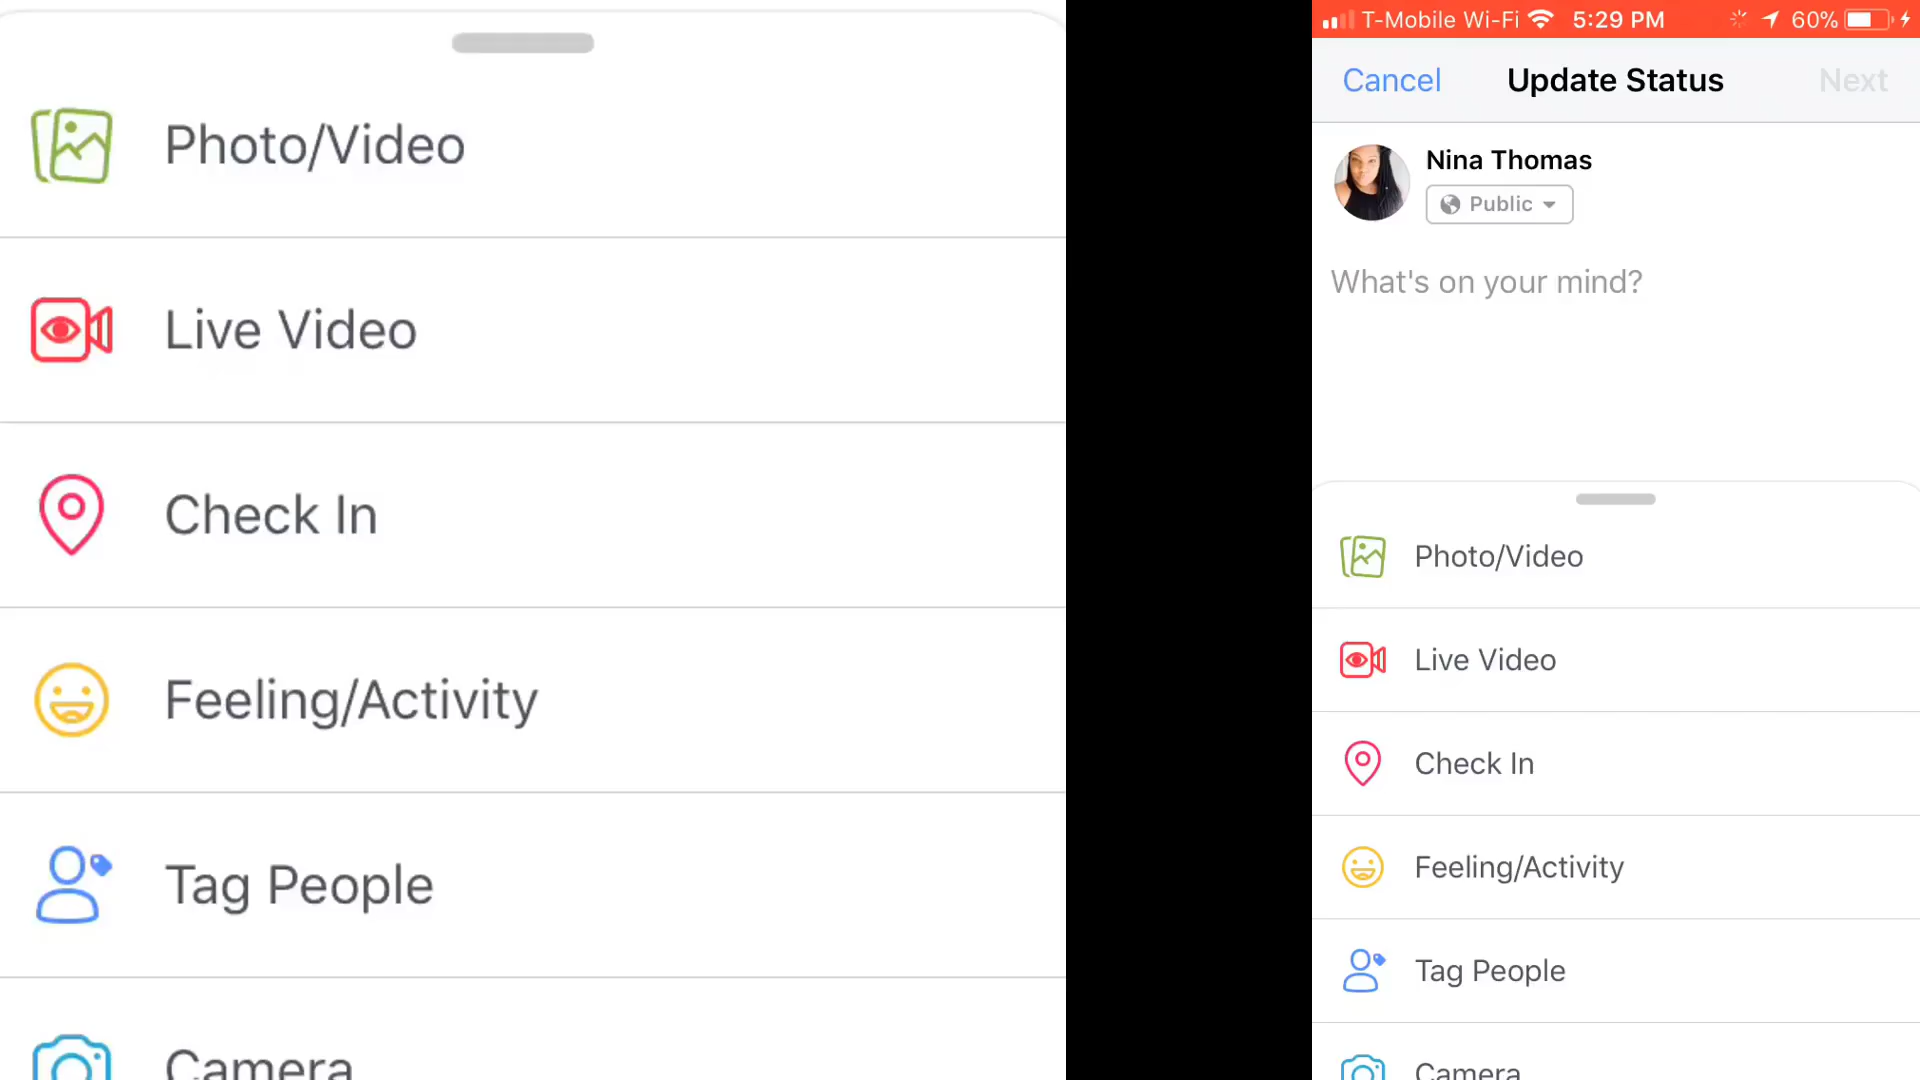 Photo/Video
Live Video
Check In
Feeling/Activity
Tag People
Camera
T-Mobile Wi-Fi 5:29 PM 60%
Cancel Update Status Next
Nina Thomas
Public
What's on your mind?
Photo/Video
Live Video
Check In
Feeling/Activity
Tag People
Camera